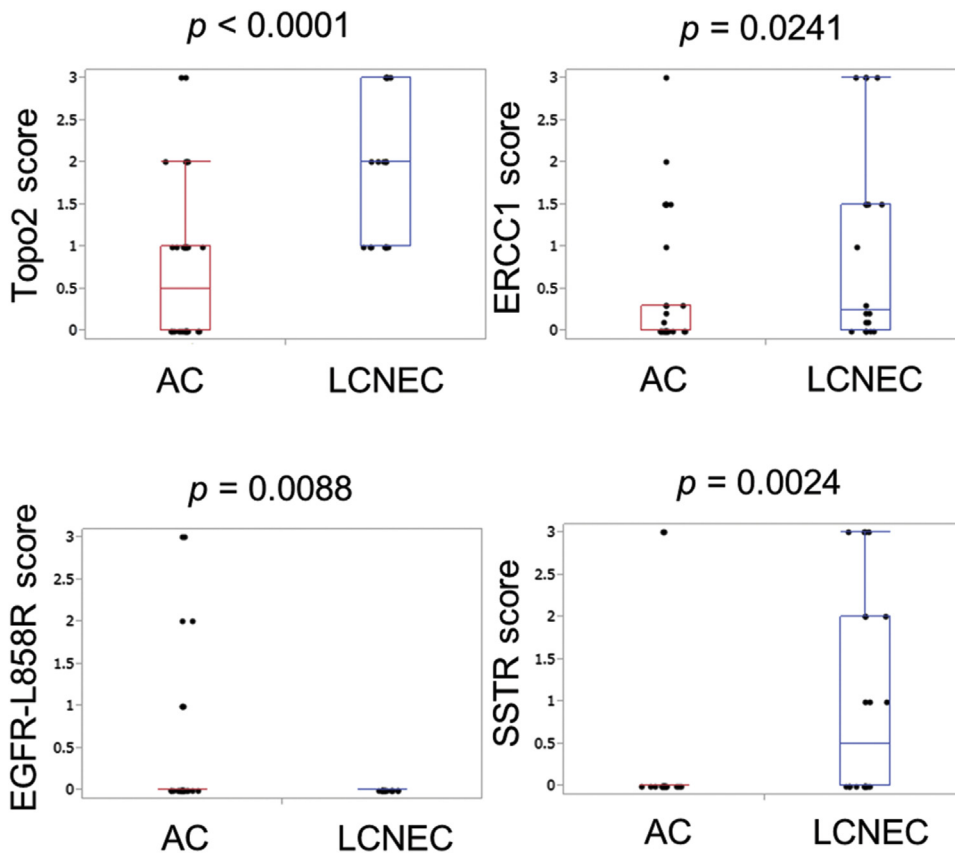 p < 0.0001
Topo2 score
3
2.5
2
1.5
1
0.5
0
AC LCNEC
p = 0.0241
ERCC1 score
3
2.5
2
1.5
1
0.5
0
AC LCNEC
p = 0.0088
EGFR-L858R score
3
2.5
2
1.5
1
0.5
0
AC LCNEC
p = 0.0024
SSTR score
3
2.5
2
1.5
1
0.5
0
AC LCNEC